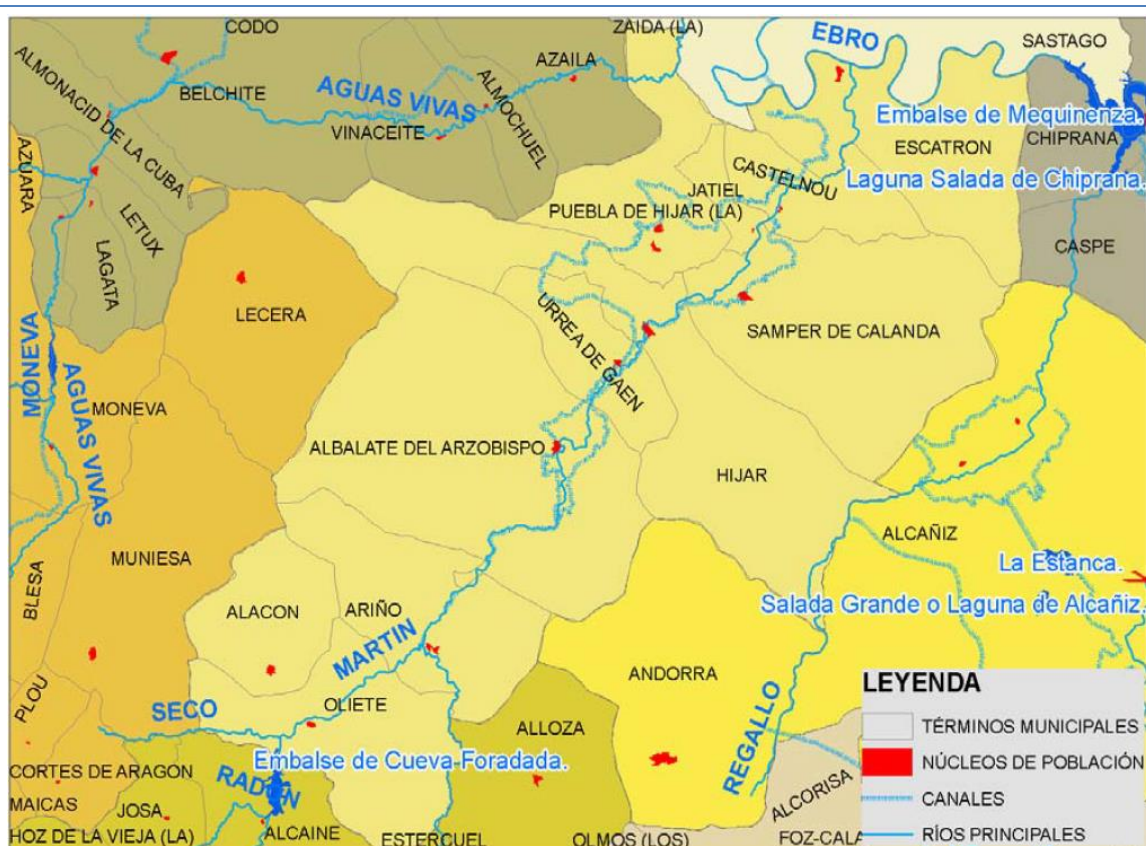 CODO
ZAIDA (LA)
EBRO
SASTAGO
AZAILA
ALMONACID DE LA CUBA
BELCHITE
AGUAS VIVAS
ALMOCHUEL
VINACEITE
Embalse de Mequinenza.
CHIPRANA
ESCATRON
AZUARA
CASTELNOU
JATIEL
Laguna Salada de Chiprana.
LETUX
PUEBLA DE HIJAR (LA)
LAGATA
CASPE
LECERA
URREA DE GAEN
SAMPER DE CALANDA
MONEVA
AGUAS VIVAS
MONEVA
ALBALATE DEL ARZOBISPO
HIJAR
ALCAÑIZ
MUNIESA
BLESA
La Estanca.
ALACON
ARIÑO
Salada Grande o Laguna de Alcañiz.
MARTIN
ANDORRA
PLOU
SECO
OLIETE
REGALLO
ALLOZA
Embalse de Cueva Foradada.
CORTES DE ARAGON
RADON
MAICAS
JOSA
ALCORISA
HOZ DE LA VIEJA (LA)
ALCAINE
ESTERCUEL
OLMOS (LOS)
FOZ-CALA
LEYENDA
TÉRMINOS MUNICIPALES
NÚCLEOS DE POBLACIÓN
CANALES
RÍOS PRINCIPALES